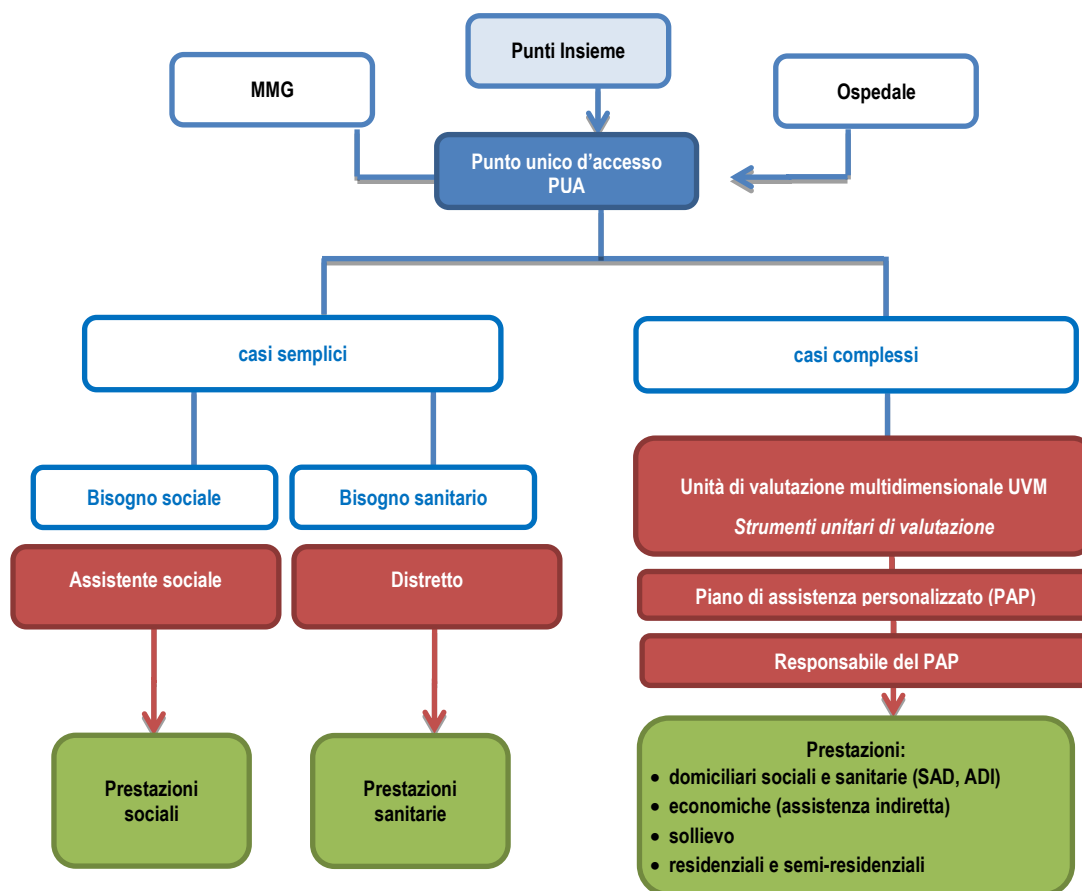 Punti Insieme
MMG
Ospedale
Punto unico d'accesso
PUA
casi semplici
casi complessi
Bisogno sociale
Bisogno sanitario
Unità di valutazione multidimensionale UVM
Strumenti unitari di valutazione
Assistente sociale
Distretto
Piano di assistenza personalizzato (PAP)
Responsabile del PAP
Prestazioni
sociali
Prestazioni
sanitarie
Prestazioni:
• domiciliari sociali e sanitarie (SAD, ADI)
• economiche (assistenza indiretta)
• sollievo
• residenziali e semi-residenziali